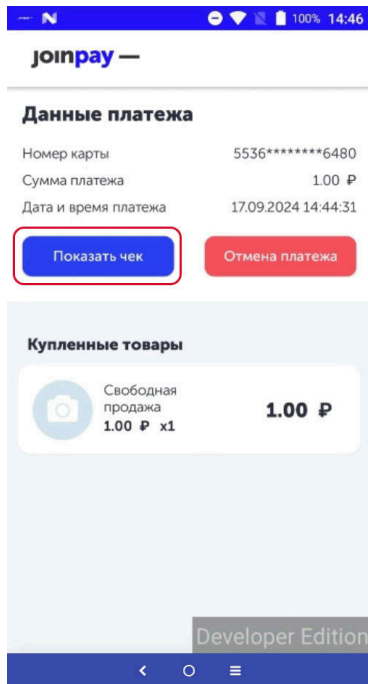 100% 14:46
joinpay —
Данные платежа
Номер карты 5536********6480
Сумма платежа 1.00 ₽
Дата и время платежа 17.09.2024 14:44:31
Показать чек Отмена платежа
Купленные товары
Свободная
продажа
1.00 ₽ x1
1.00 ₽
Developer Edition